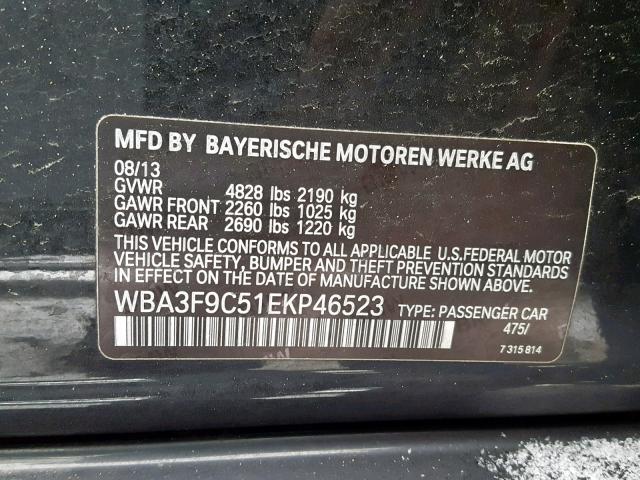 MFD BY BAYERISCHE MOTOREN WERKE AG
08/13
GVWR 4828 lbs 2190 kg
GAWR FRONT 2260 lbs 1025 kg
GAWR REAR 2690 lbs 1220 kg
THIS VEHICLE CONFORMS TO ALL APPLICABLE U.S.FEDERAL MOTOR
VEHICLE SAFETY, BUMPER AND THEFT PREVENTION STANDARDS
IN EFFECT ON THE DATE OF MANUFACTURE SHOWN ABOVE.
WBA3F9C51EKP46523 TYPE: PASSENGER CAR
475/
7 315 814